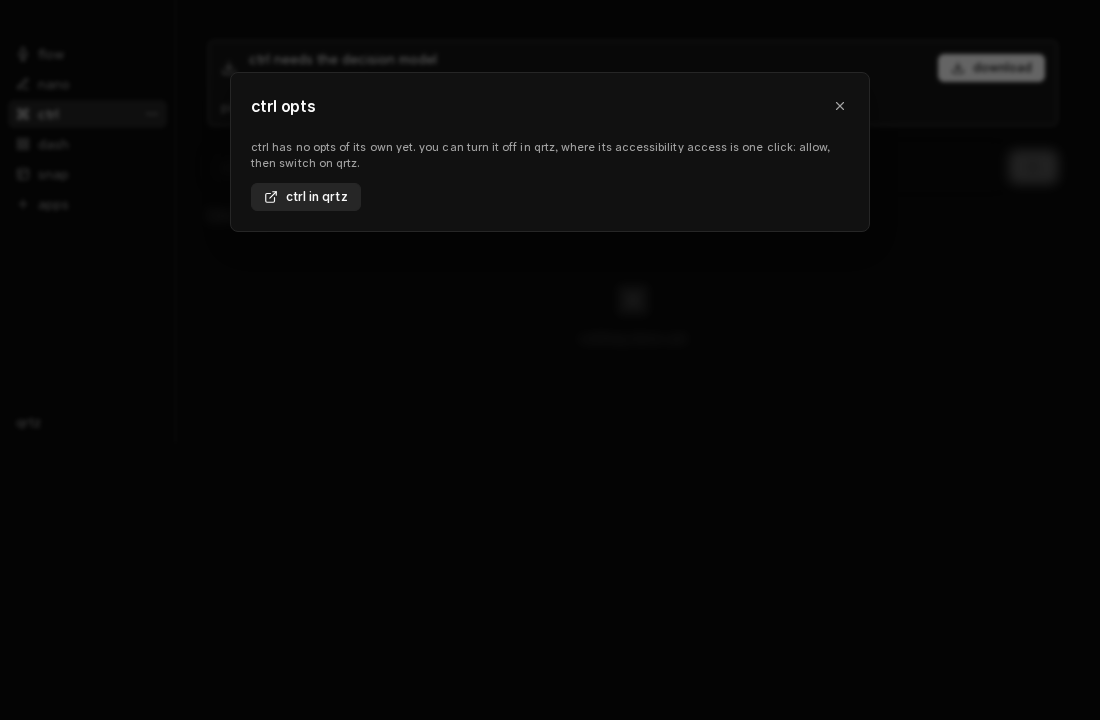 flow
nano
ctrl
dash
snap
apps
qrtz
ctrl needs the decision model
download
ctrl opts
ctrl has no opts of its own yet. you can turn it off in qrtz, where its accessibility access is one click: allow,
then switch on qrtz.
ctrl in qrtz